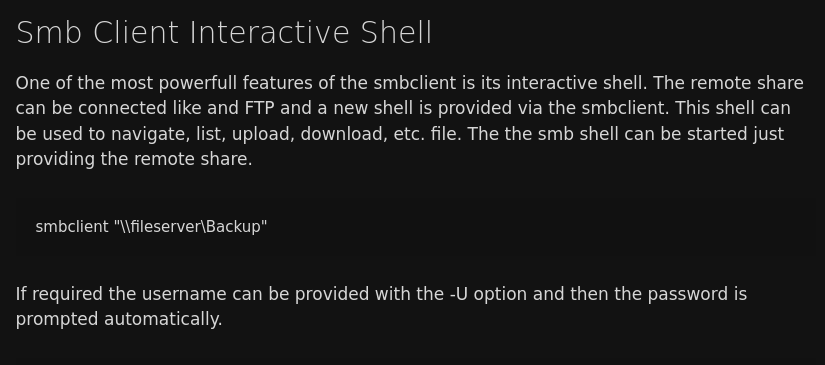 Smb Client Interactive Shell
One of the most powerfull features of the smbclient is its interactive shell. The remote share
can be connected like and FTP and a new shell is provided via the smbclient. This shell can
be used to navigate, list, upload, download, etc. file. The the smb shell can be started just
providing the remote share.
smbclient "\\fileserver\Backup"
If required the username can be provided with the -U option and then the password is
prompted automatically.